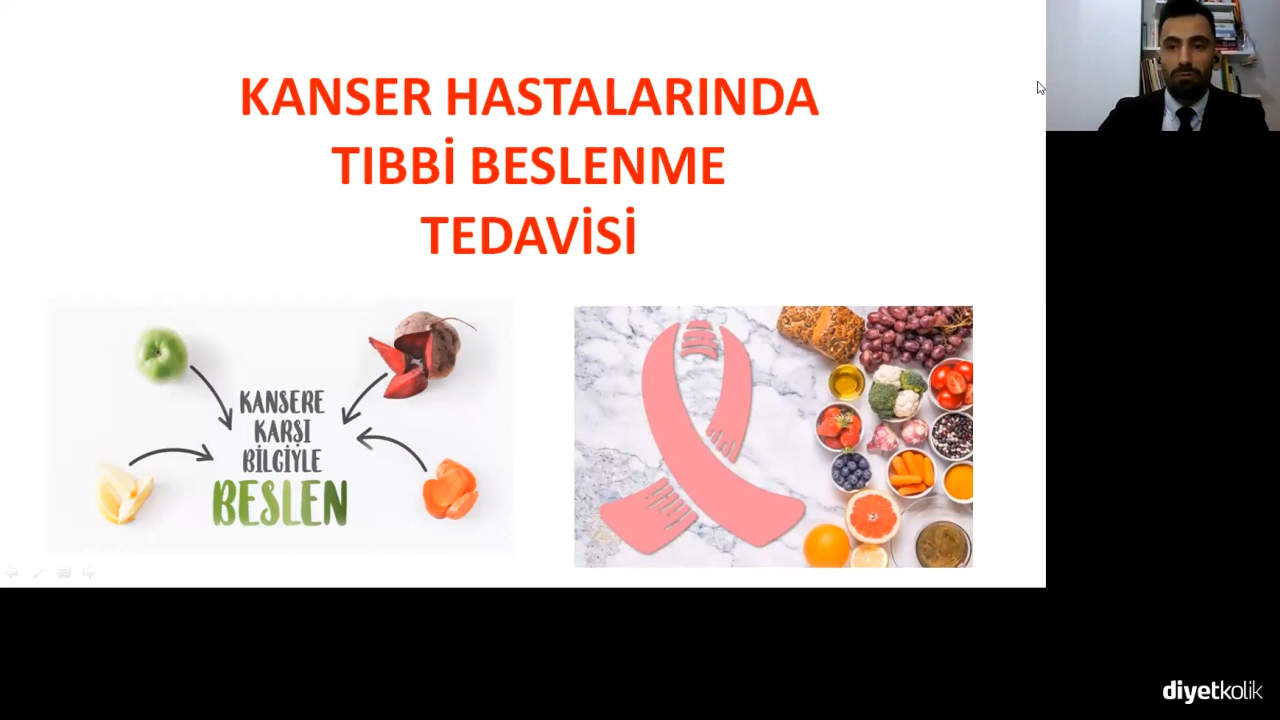 KANSER HASTALARINDA
TIBBİ BESLENME
TEDAVİSİ
KANSERE
KARŞI
BİLGİYLE
BESLEN
diyetkolik